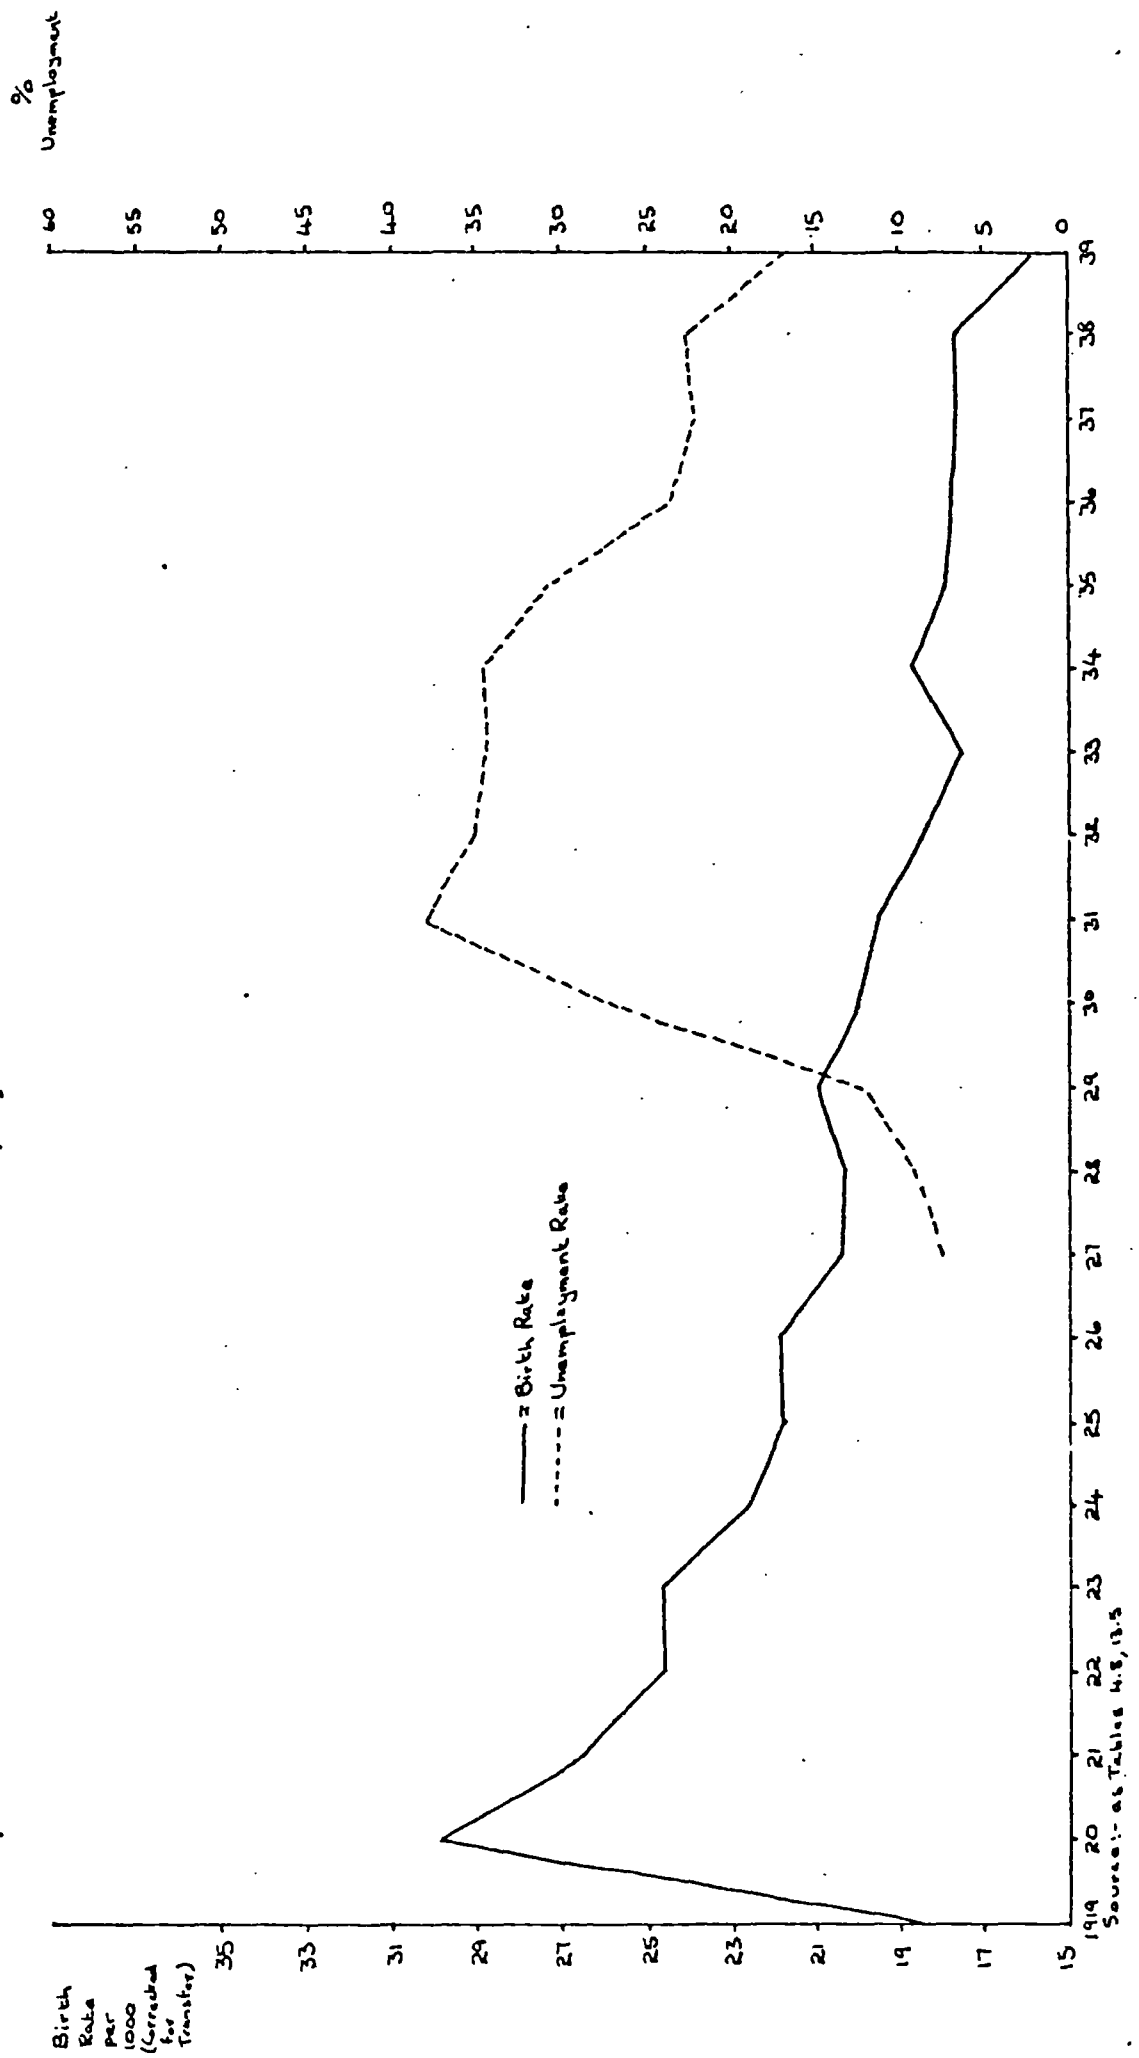 Birth
Rate
per
1000
(Corrected
for
Transfer)
35
33
31
29
27
25
23
21
19
17
15
%
Unemployment
60
55
50
45
40
35
30
25
20
15
10
5
0
= Birth Rate
= Unemployment Rate
1919 20 21 22 23 24 25 26 27 28 29 30 31 32 33 34 35 36 37 38 39
Source:- as Tables 4.8, 13.5